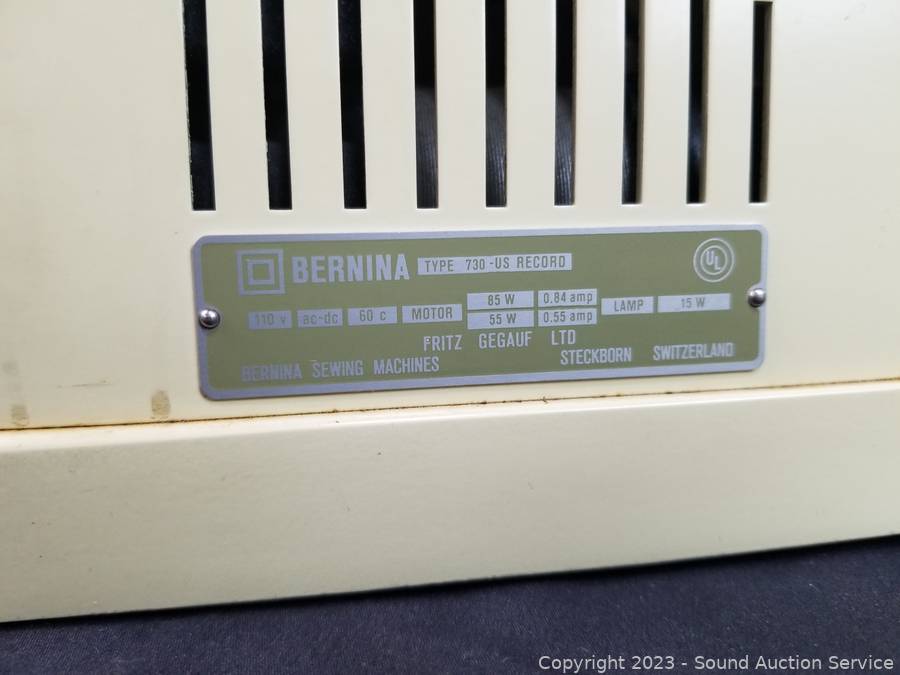 BERNINA TYPE 730-US RECORD UL
110 v ac-dc 60 c MOTOR 85 W 0.84 amp LAMP 15 W
55 W 0.55 amp
FRITZ GEGAUF LTD
BERNINA SEWING MACHINES STECKBORN SWITZERLAND
Copyright © 2023 - Sound Auction Service